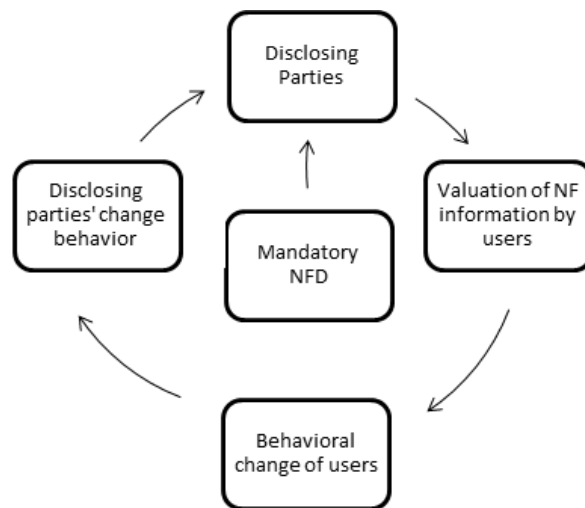 Disclosing
Parties
Disclosing
parties' change
behavior
Valuation of NF
information by
users
Mandatory
NFD
Behavioral
change of users